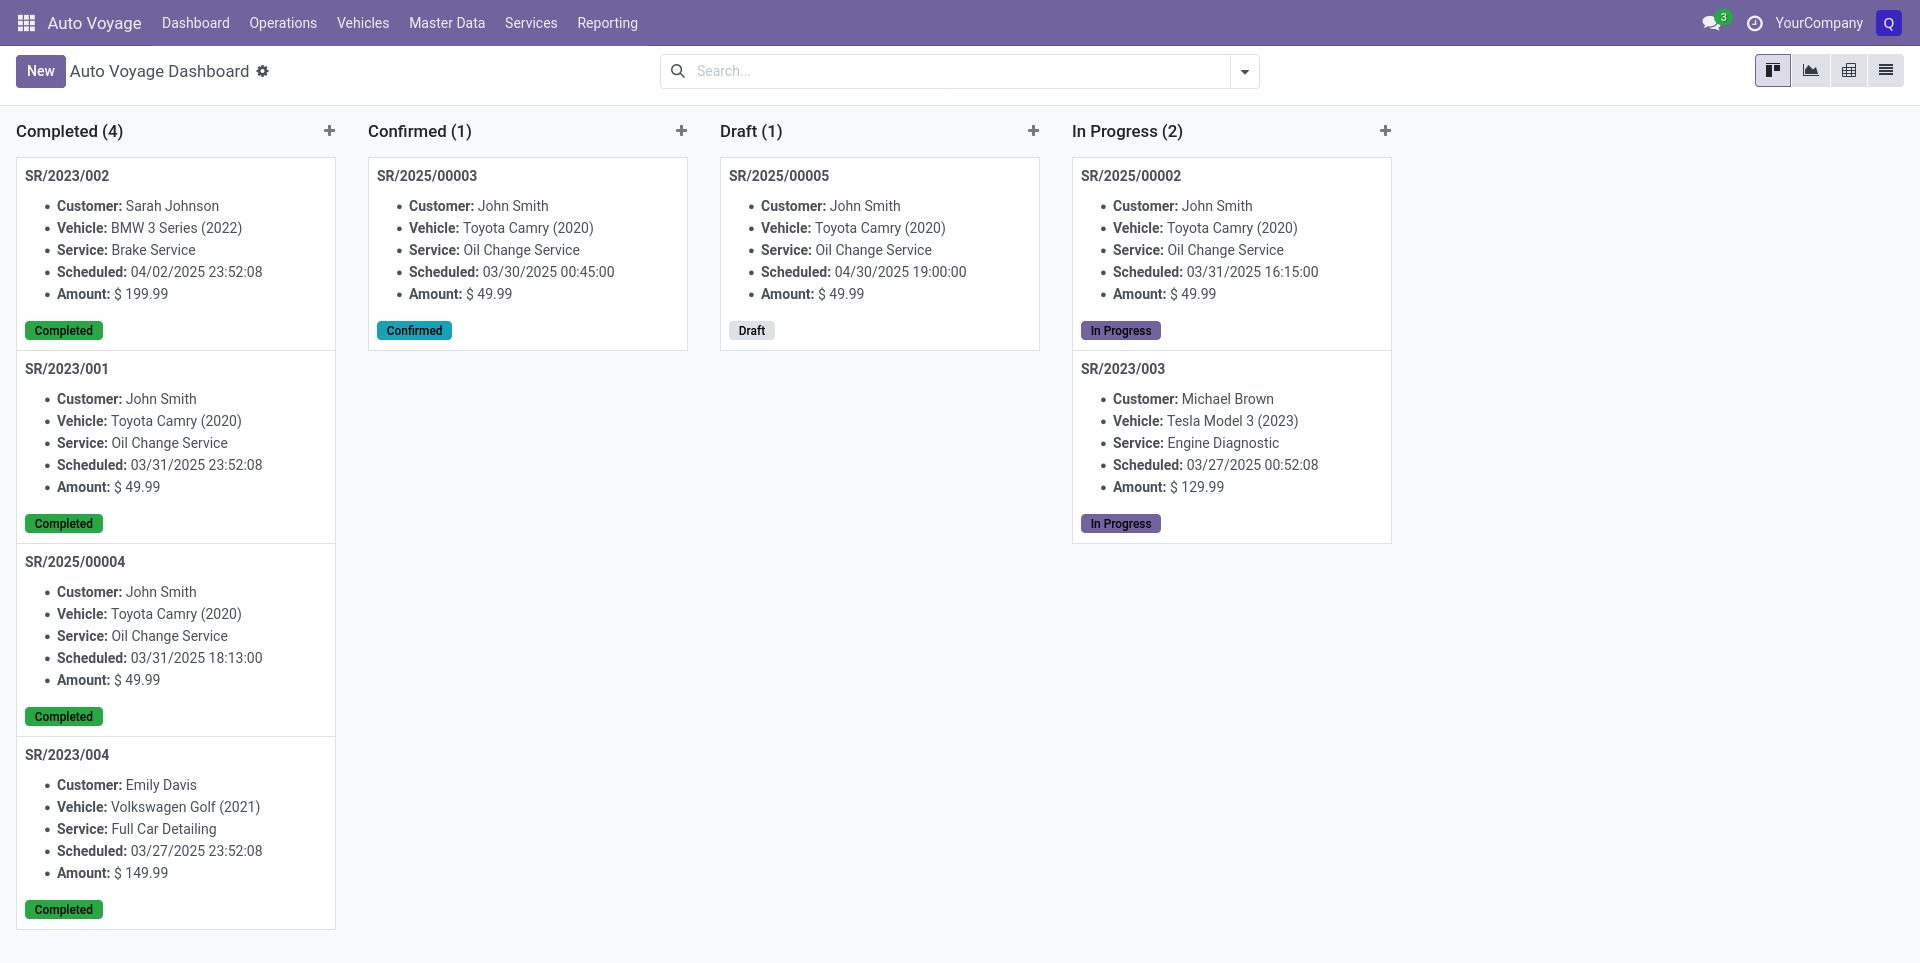 Auto Voyage Dashboard Operations Vehicles Master Data Services Reporting 3 YourCompany Q
New Auto Voyage Dashboard Search...
Completed (4)
SR/2023/002
Customer: Sarah Johnson
Vehicle: BMW 3 Series (2022)
Service: Brake Service
Scheduled: 04/02/2025 23:52:08
Amount: $ 199.99
Completed
SR/2023/001
Customer: John Smith
Vehicle: Toyota Camry (2020)
Service: Oil Change Service
Scheduled: 03/31/2025 23:52:08
Amount: $ 49.99
Completed
SR/2025/00004
Customer: John Smith
Vehicle: Toyota Camry (2020)
Service: Oil Change Service
Scheduled: 03/31/2025 18:13:00
Amount: $ 49.99
Completed
SR/2023/004
Customer: Emily Davis
Vehicle: Volkswagen Golf (2021)
Service: Full Car Detailing
Scheduled: 03/27/2025 23:52:08
Amount: $ 149.99
Completed
Confirmed (1)
SR/2025/00003
Customer: John Smith
Vehicle: Toyota Camry (2020)
Service: Oil Change Service
Scheduled: 03/30/2025 00:45:00
Amount: $ 49.99
Confirmed
Draft (1)
SR/2025/00005
Customer: John Smith
Vehicle: Toyota Camry (2020)
Service: Oil Change Service
Scheduled: 04/30/2025 19:00:00
Amount: $ 49.99
Draft
In Progress (2)
SR/2025/00002
Customer: John Smith
Vehicle: Toyota Camry (2020)
Service: Oil Change Service
Scheduled: 03/31/2025 16:15:00
Amount: $ 49.99
In Progress
SR/2023/003
Customer: Michael Brown
Vehicle: Tesla Model 3 (2023)
Service: Engine Diagnostic
Scheduled: 03/27/2025 00:52:08
Amount: $ 129.99
In Progress